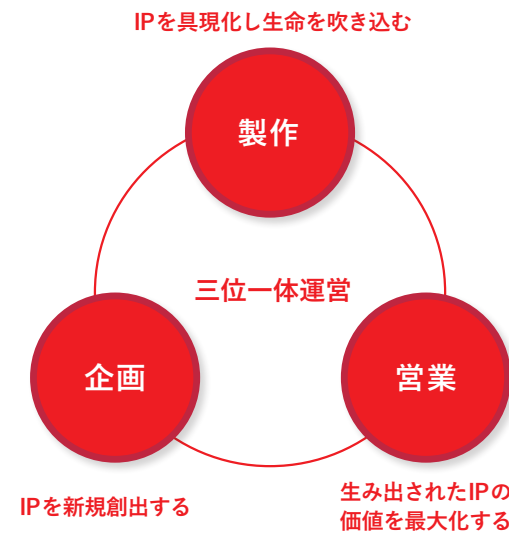 IPを具現化し生命を吹き込む
製作
三位一体運営
企画
営業
IPを新規創出する
生み出されたIPの
価値を最大化する